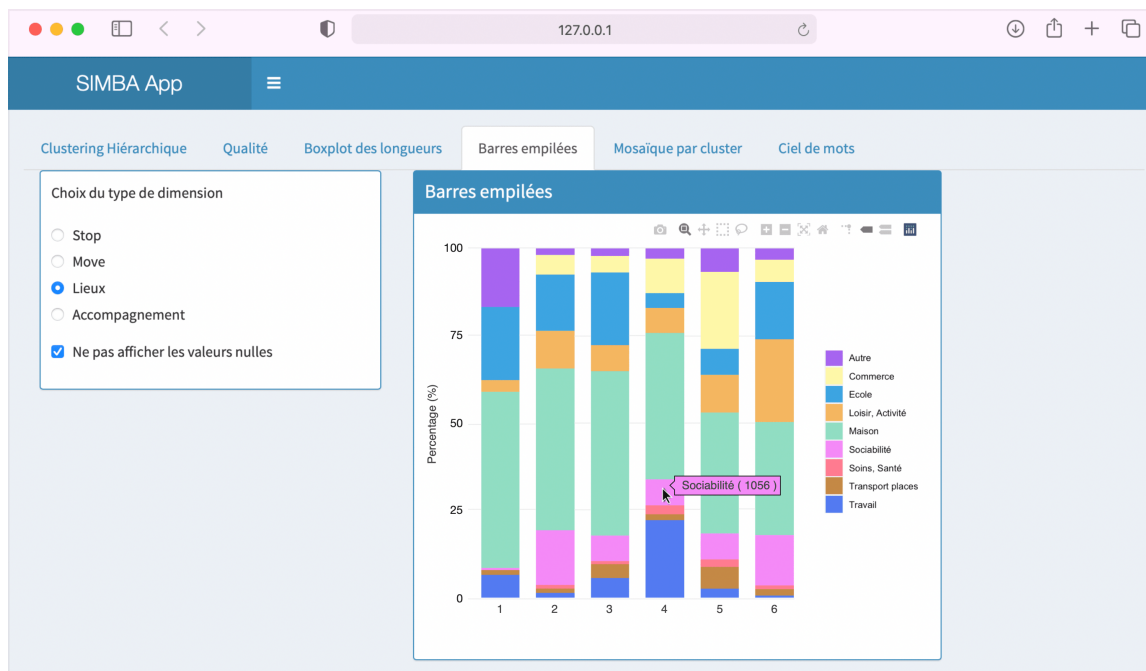 127.0.0.1
SIMBA App
Clustering Hiérarchique Qualité Boxplot des longueurs Barres empilées Mosaïque par cluster Ciel de mots
Choix du type de dimension
Stop
Move
Lieux
Accompagnement
Ne pas afficher les valeurs nulles
Barres empilées
Percentage (%)
100
75
50
25
0
1 2 3 4 5 6
Sociabilité ( 1056 )
Autre
Commerce
Ecole
Loisir, Activité
Maison
Sociabilité
Soins, Santé
Transport places
Travail